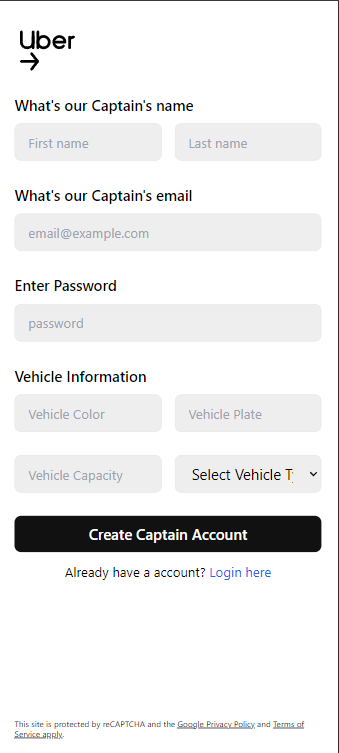 Uber
What's our Captain's name
First name Last name
What's our Captain's email
email@example.com
Enter Password
password
Vehicle Information
Vehicle Color Vehicle Plate
Vehicle Capacity Select Vehicle Ty
Create Captain Account
Already have a account? Login here
This site is protected by reCAPTCHA and the Google Privacy Policy and Terms of
Service apply.